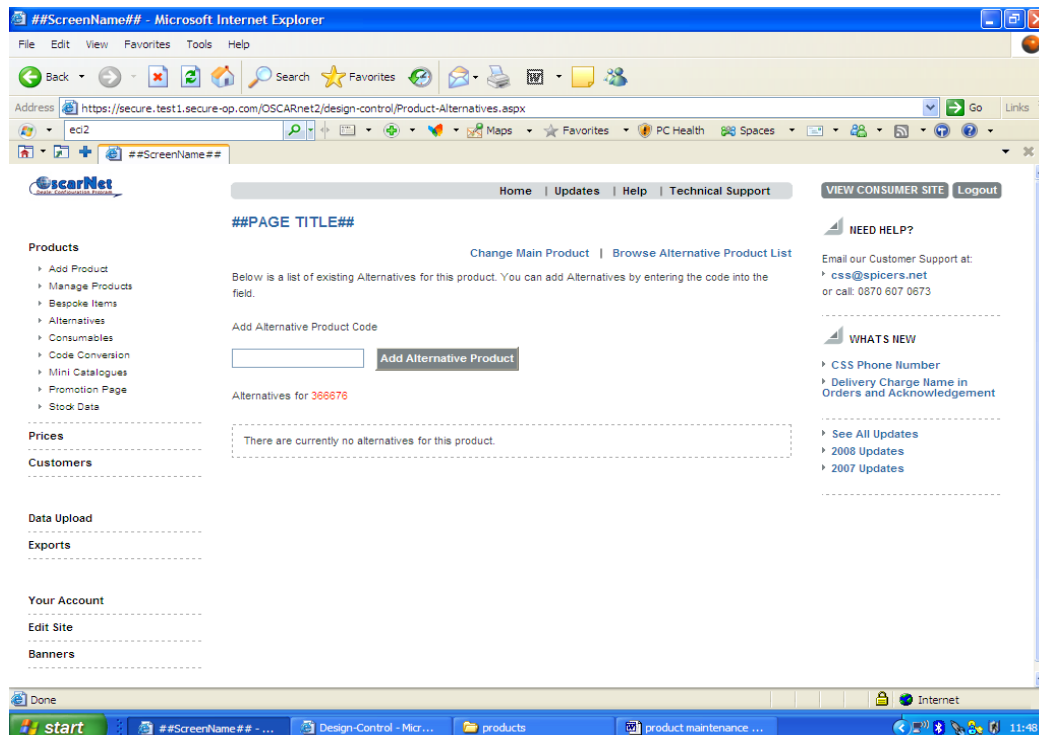 ##ScreenName## - Microsoft Internet Explorer
File Edit View Favorites Tools Help
Back Search Favorites
Address https://secure.test1.secure-op.com/OSCARnet2/design-control/Product-Alternatives.aspx Go Links
eci2 Maps Favorites PC Health Spaces
##ScreenName##
OscarNet
Home | Updates | Help | Technical Support
VIEW CONSUMER SITE Logout
##PAGE TITLE##
Change Main Product | Browse Alternative Product List
Below is a list of existing Alternatives for this product. You can add Alternatives by entering the code into the
field.
Add Alternative Product Code
Add Alternative Product
Alternatives for 366676
There are currently no alternatives for this product.
Products
Add Product
Manage Products
Bespoke Items
Alternatives
Consumables
Code Conversion
Mini Catalogues
Promotion Page
Stock Data
Prices
Customers
Data Upload
Exports
Your Account
Edit Site
Banners
NEED HELP?
Email our Customer Support at:
css@spicers.net
or call: 0870 607 0673
WHATS NEW
CSS Phone Number
Delivery Charge Name in
Orders and Acknowledgement
See All Updates
2008 Updates
2007 Updates
Done Internet
start ##ScreenName## - ... Design-Control - Micr... products product maintenance ... 11:48